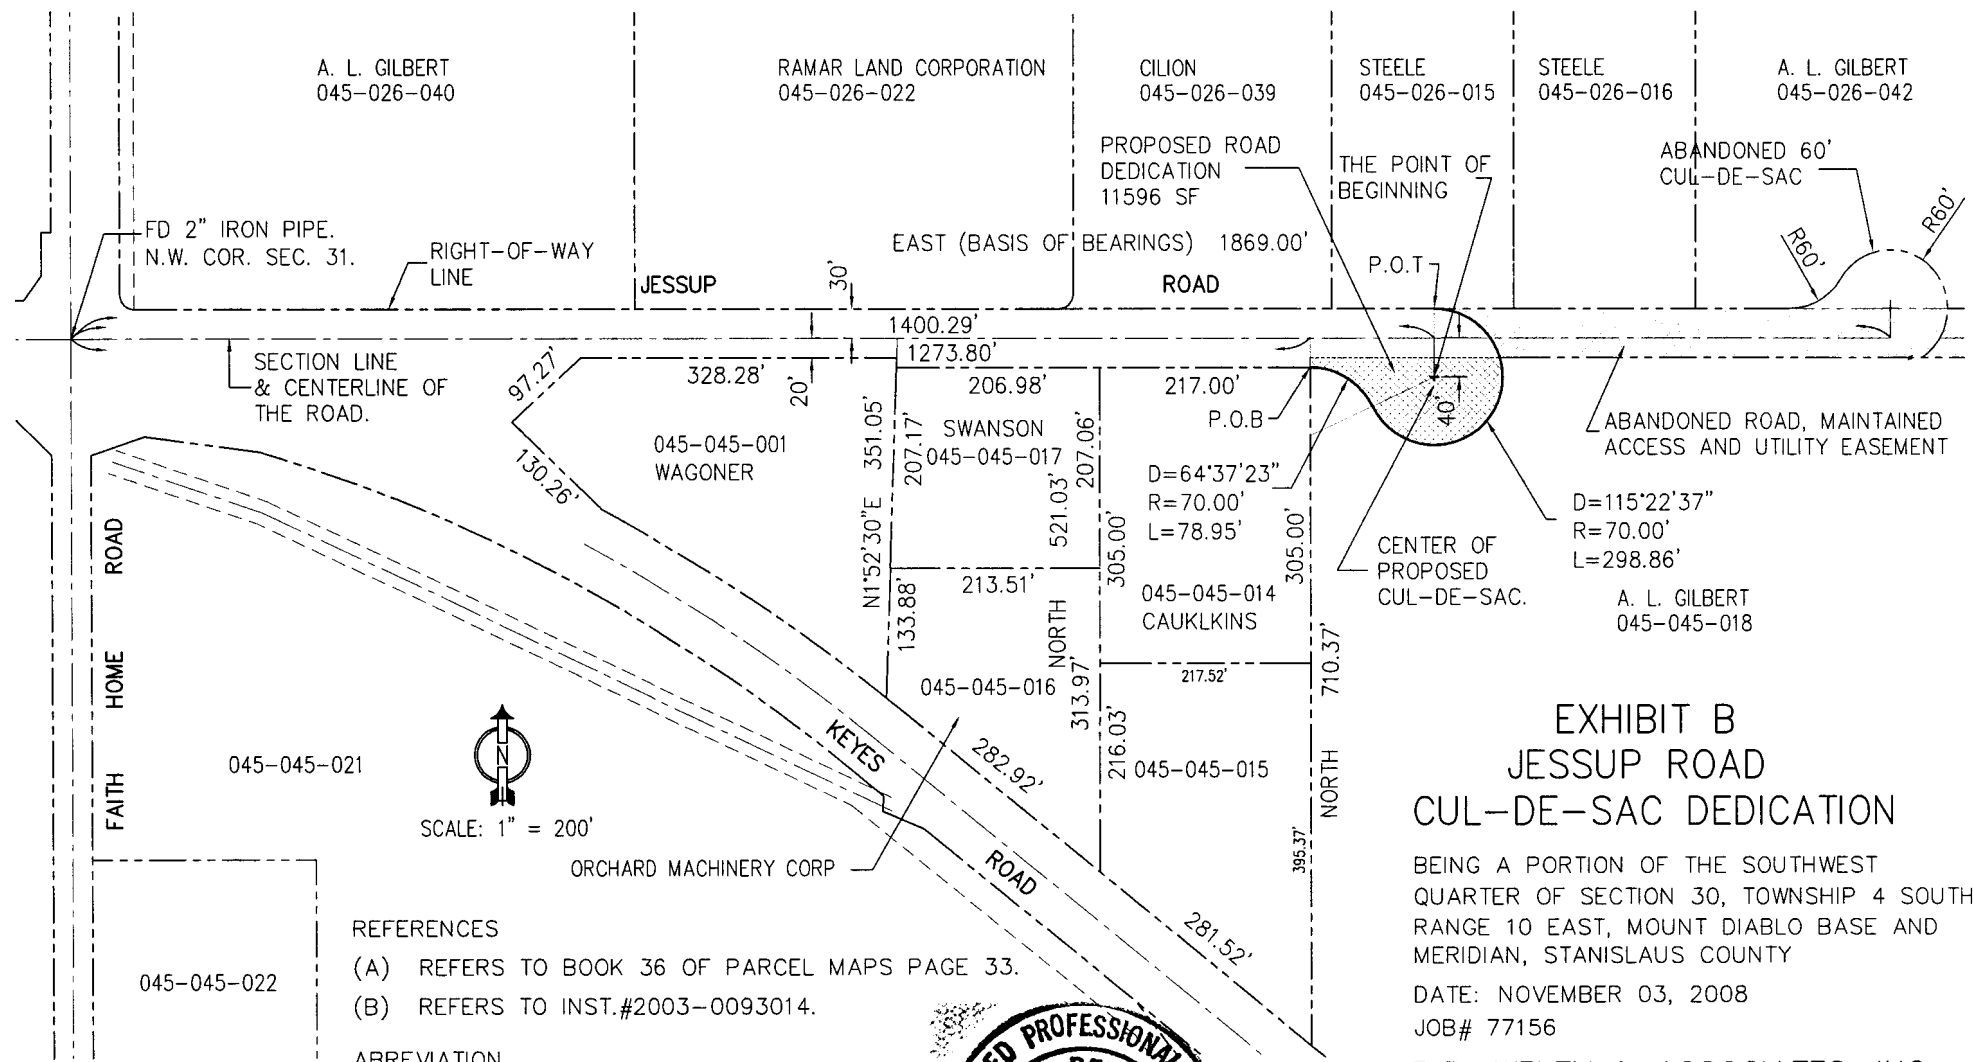 A. L. GILBERT
045-026-040
RAMAR LAND CORPORATION
045-026-022
CILION
045-026-039
STEELE
045-026-015
STEELE
045-026-016
A. L. GILBERT
045-026-042
PROPOSED ROAD
DEDICATION
11596 SF
THE POINT OF
BEGINNING
ABANDONED 60'
CUL-DE-SAC
R60'
R60'
FD 2" IRON PIPE.
N.W. COR. SEC. 31.
RIGHT-OF-WAY
LINE
EAST (BASIS OF BEARINGS) 1869.00'
JESSUP
30'
ROAD
P.O.T
1400.29'
1273.80'
SECTION LINE
& CENTERLINE OF
THE ROAD.
97.27'
328.28'
20'
206.98'
217.00'
40'
P.O.B
ABANDONED ROAD, MAINTAINED
ACCESS AND UTILITY EASEMENT
130.26'
045-045-001
WAGONER
N1°52'30"E 351.05'
207.17'
SWANSON
045-045-017
207.06'
521.03'
D=64°37'23"
R=70.00'
L=78.95'
D=115°22'37"
R=70.00'
L=298.86'
305.00'
305.00'
CENTER OF
PROPOSED
CUL-DE-SAC.
A. L. GILBERT
045-045-018
213.51'
133.88'
NORTH
045-045-014
CAUKLKINS
217.52'
710.37'
045-045-016
313.97'
216.03'
045-045-015
NORTH
395.37'
FAITH HOME ROAD
045-045-021
N
SCALE: 1" = 200'
KEYES
ROAD
282.92'
281.52'
ORCHARD MACHINERY CORP
045-045-022
REFERENCES
(A) REFERS TO BOOK 36 OF PARCEL MAPS PAGE 33.
(B) REFERS TO INST.#2003-0093014.
ABREVIATION
PROFESSIONAL
EXHIBIT B
JESSUP ROAD
CUL-DE-SAC DEDICATION
BEING A PORTION OF THE SOUTHWEST
QUARTER OF SECTION 30, TOWNSHIP 4 SOUTH
RANGE 10 EAST, MOUNT DIABLO BASE AND
MERIDIAN, STANISLAUS COUNTY
DATE: NOVEMBER 03, 2008
JOB# 77156